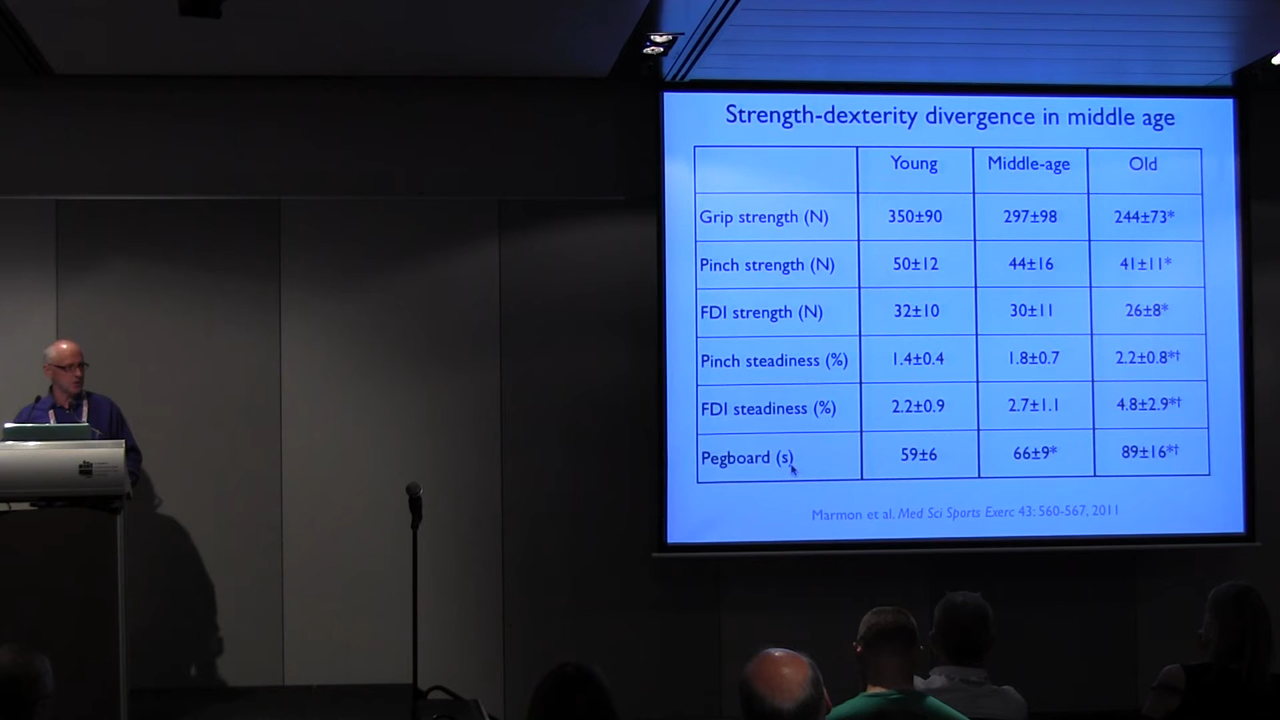 Strength-dexterity divergence in middle age
Young Middle-age Old
Grip strength (N) 350±90 297±98 244±73*
Pinch strength (N) 50±12 44±16 41±11*
FDI strength (N) 32±10 30±11 26±8*
Pinch steadiness (%) 1.4±0.4 1.8±0.7 2.2±0.8*†
FDI steadiness (%) 2.2±0.9 2.7±1.1 4.8±2.9*†
Pegboard (s) 59±6 66±9* 89±16*†
Marmon et al. Med Sci Sports Exerc 43: 560-567, 2011